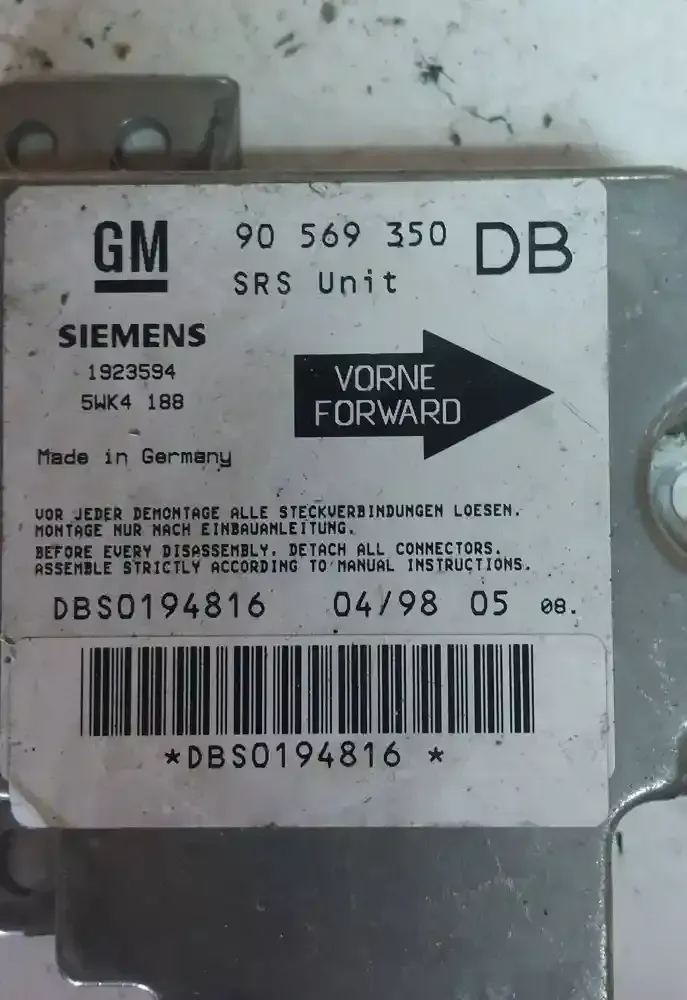 GM 90 569 350 DB
SRS Unit
SIEMENS
1923594
5WK4 188
VORNE
FORWARD
Made in Germany
VOR JEDER DEMONTAGE ALLE STECKVERBINDUNGEN LOESEN.
MONTAGE NUR NACH EINBAUANLEITUNG.
BEFORE EVERY DISASSEMBLY, DETACH ALL CONNECTORS.
ASSEMBLE STRICTLY ACCORDING TO MANUAL INSTRUCTIONS.
DBS0194816 04/98 05 08.
*DBS0194816 *